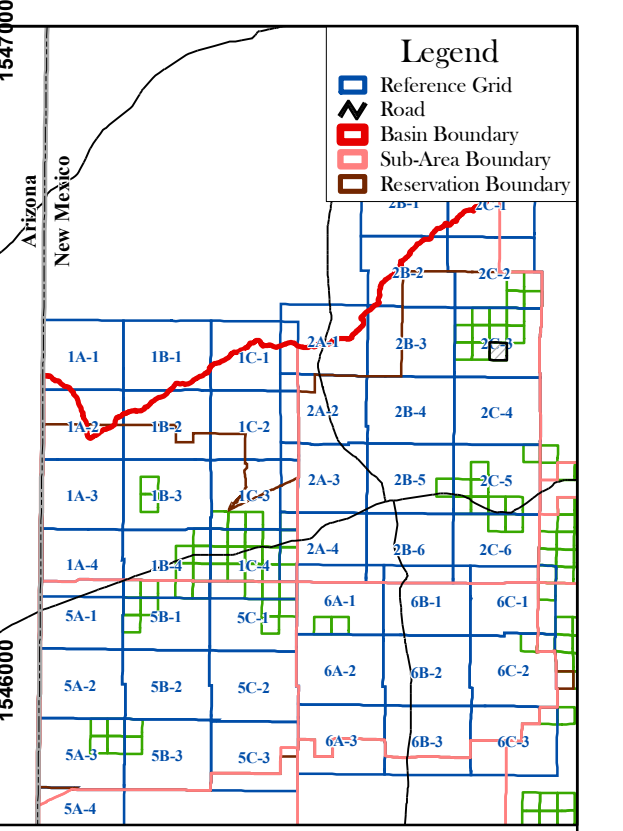 1547000
Legend
Reference Grid
Road
Basin Boundary
Sub-Area Boundary
Reservation Boundary
Arizona
New Mexico
2B-1 2C-1
2B-2 2C-2
1A-1 1B-1 1C-1 2A-1 2B-3 2C-3
1A-2 1B-2 1C-2 2A-2 2B-4 2C-4
1A-3 1B-3 1C-3 2A-3 2B-5 2C-5
1A-4 1B-4 1C-4 2A-4 2B-6 2C-6
5A-1 5B-1 5C-1 6A-1 6B-1 6C-1
5A-2 5B-2 5C-2 6A-2 6B-2 6C-2
5A-3 5B-3 5C-3 6A-3 6B-3 6C-3
5A-4
1546000